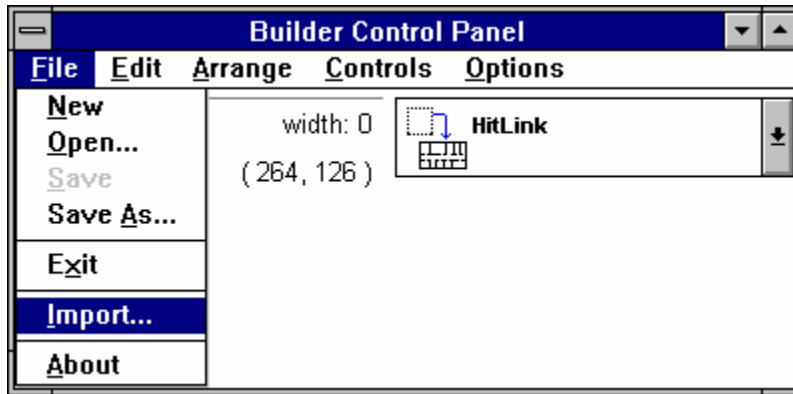 Builder Control Panel
File Edit Arrange Controls Options
New
Open...
Save
Save As...
Exit
Import...
About
width: 0
( 264, 126 )
HitLink